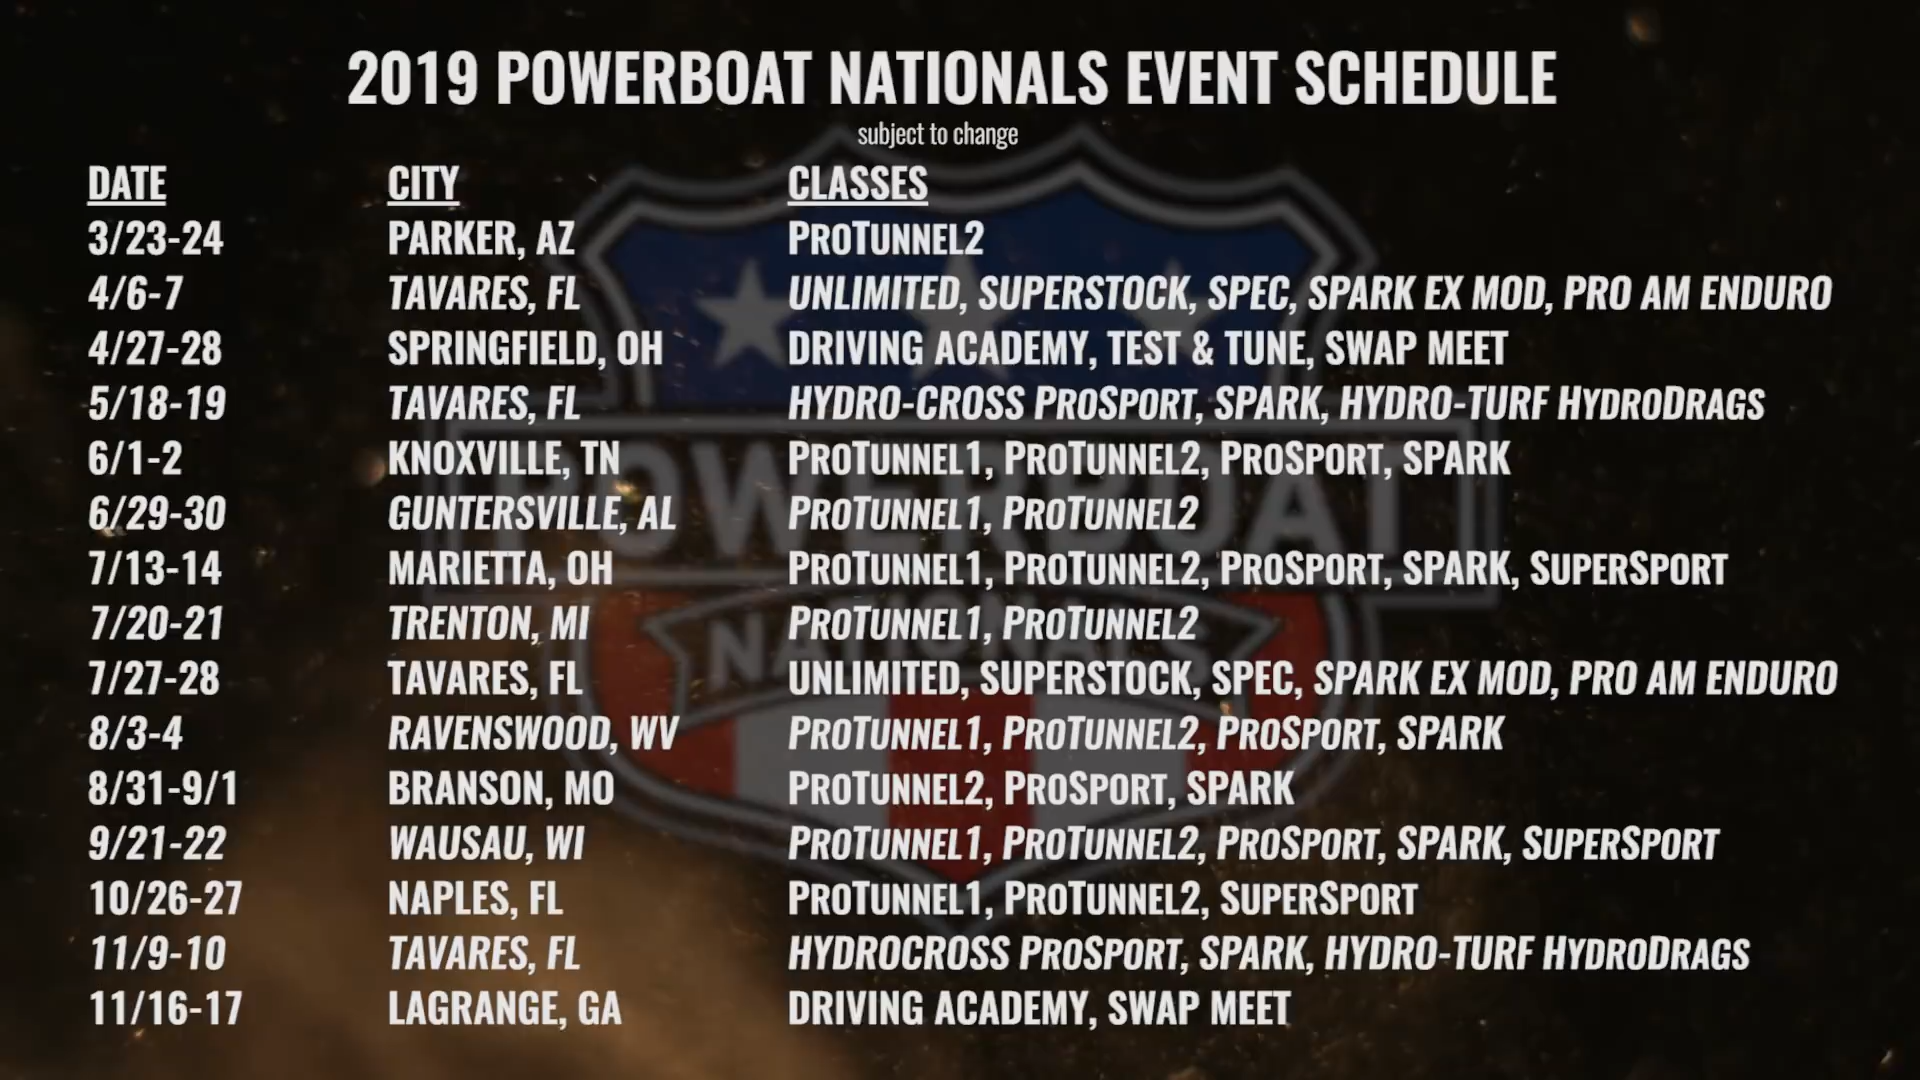 2019 POWERBOAT NATIONALS EVENT SCHEDULE
subject to change
DATE CITY CLASSES
3/23-24 PARKER, AZ PROTUNNEL2
4/6-7 TAVARES, FL UNLIMITED, SUPERSTOCK, SPEC, SPARK EX MOD, PRO AM ENDURO
4/27-28 SPRINGFIELD, OH DRIVING ACADEMY, TEST & TUNE, SWAP MEET
5/18-19 TAVARES, FL HYDRO-CROSS PROSPORT, SPARK, HYDRO-TURF HYDRODRAGS
6/1-2 KNOXVILLE, TN PROTUNNEL1, PROTUNNEL2, PROSPORT, SPARK
6/29-30 GUNTERSVILLE, AL PROTUNNEL1, PROTUNNEL2
7/13-14 MARIETTA, OH PROTUNNEL1, PROTUNNEL2, PROSPORT, SPARK, SUPERSPORT
7/20-21 TRENTON, MI PROTUNNEL1, PROTUNNEL2
7/27-28 TAVARES, FL UNLIMITED, SUPERSTOCK, SPEC, SPARK EX MOD, PRO AM ENDURO
8/3-4 RAVENSWOOD, WV PROTUNNEL1, PROTUNNEL2, PROSPORT, SPARK
8/31-9/1 BRANSON, MO PROTUNNEL2, PROSPORT, SPARK
9/21-22 WAUSAU, WI PROTUNNEL1, PROTUNNEL2, PROSPORT, SPARK, SUPERSPORT
10/26-27 NAPLES, FL PROTUNNEL1, PROTUNNEL2, SUPERSPORT
11/9-10 TAVARES, FL HYDROCROSS PROSPORT, SPARK, HYDRO-TURF HYDRODRAGS
11/16-17 LAGRANGE, GA DRIVING ACADEMY, SWAP MEET
POWERBOAT
NATIONALS